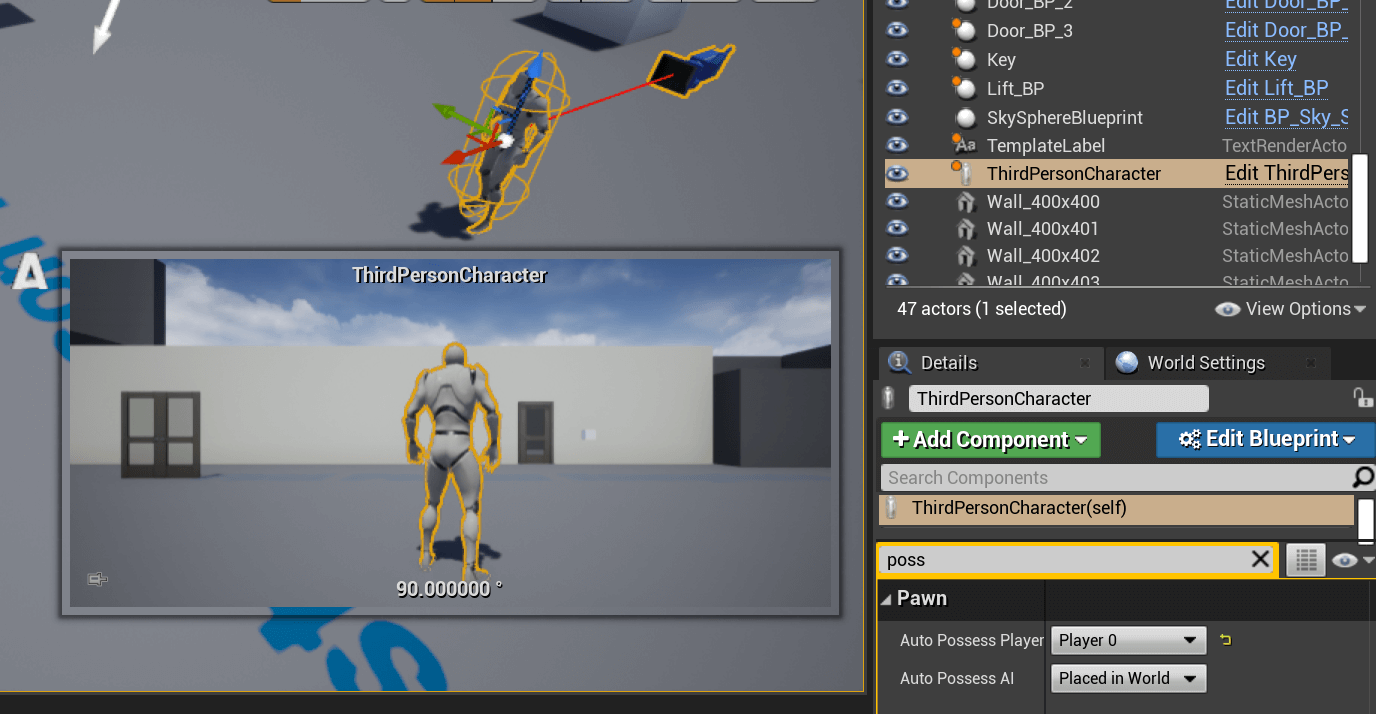 Door_BP_2 Edit Door_BP_
Door_BP_3 Edit Door_BP_
Key Edit Key
Lift_BP Edit Lift_BP
SkySphereBlueprint Edit BP_Sky_S
Aa TemplateLabel TextRenderActo
ThirdPersonCharacter Edit ThirdPers
Wall_400x400 StaticMeshActo
Wall_400x401 StaticMeshActo
Wall_400x402 StaticMeshActo
Wall_400x403 StaticMeshActo
47 actors (1 selected) View Options
A
ThirdPersonCharacter
90.000000 °
Details World Settings
ThirdPersonCharacter
+ Add Component Edit Blueprint
Search Components
ThirdPersonCharacter(self)
poss
Pawn
Auto Possess Player Player 0
Auto Possess AI Placed in World